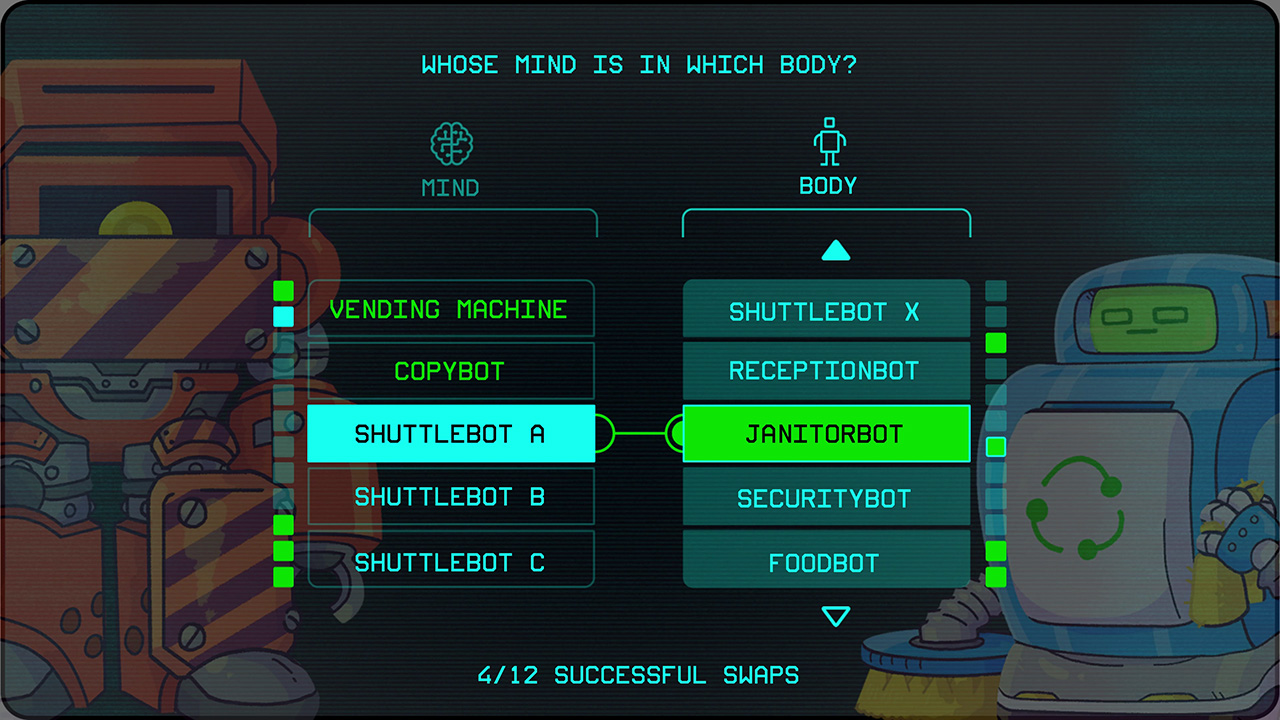 WHOSE MIND IS IN WHICH BODY?
MIND
BODY
VENDING MACHINE
COPYBOT
SHUTTLEBOT A
SHUTTLEBOT B
SHUTTLEBOT C
SHUTTLEBOT X
RECEPTIONBOT
JANITORBOT
SECURITYBOT
FOODBOT
4/12 SUCCESSFUL SWAPS